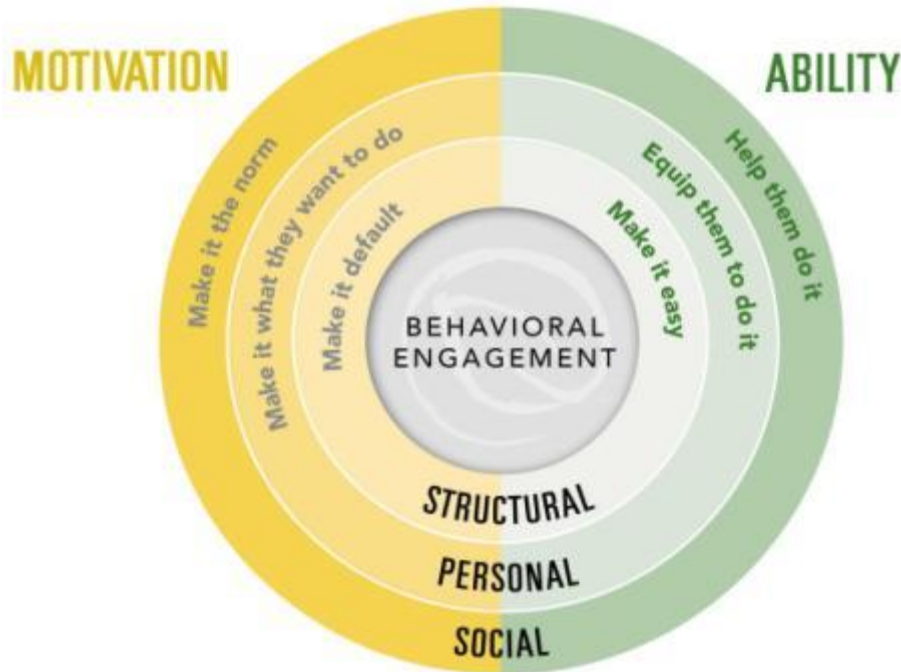 MOTIVATION
ABILITY
Make it the norm
Make it what they want to do
Make it default
Help them do it
Equip them to do it
Make it easy
BEHAVIORAL
ENGAGEMENT
STRUCTURAL
PERSONAL
SOCIAL